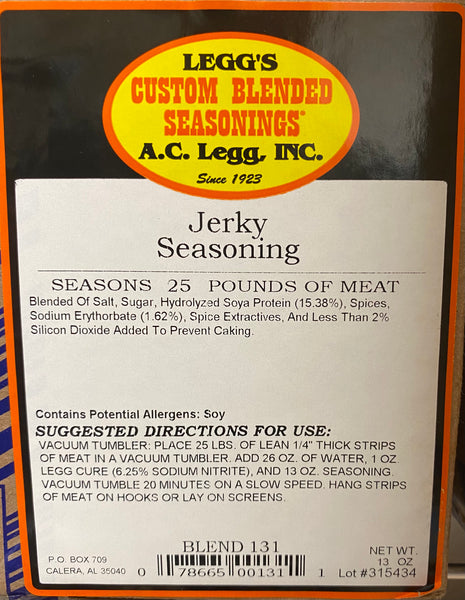 LEGG'S
CUSTOM BLENDED
SEASONINGS®
A.C. Legg, INC.
Since 1923
Jerky
Seasoning
SEASONS 25 POUNDS OF MEAT
Blended Of Salt, Sugar, Hydrolyzed Soya Protein (15.38%), Spices,
Sodium Erythorbate (1.62%), Spice Extractives, And Less Than 2%
Silicon Dioxide Added To Prevent Caking.
Contains Potential Allergens: Soy
SUGGESTED DIRECTIONS FOR USE:
VACUUM TUMBLER: PLACE 25 LBS. OF LEAN 1/4" THICK STRIPS
OF MEAT IN A VACUUM TUMBLER. ADD 26 OZ. OF WATER, 1 OZ
LEGG CURE (6.25% SODIUM NITRITE), AND 13 OZ. SEASONING.
VACUUM TUMBLE 20 MINUTES ON A SLOW SPEED. HANG STRIPS
OF MEAT ON HOOKS OR LAY ON SCREENS.
BLEND 131
P.O. BOX 709
CALERA, AL 35040
0 78665 00131 1
NET WT.
13 OZ
Lot #315434